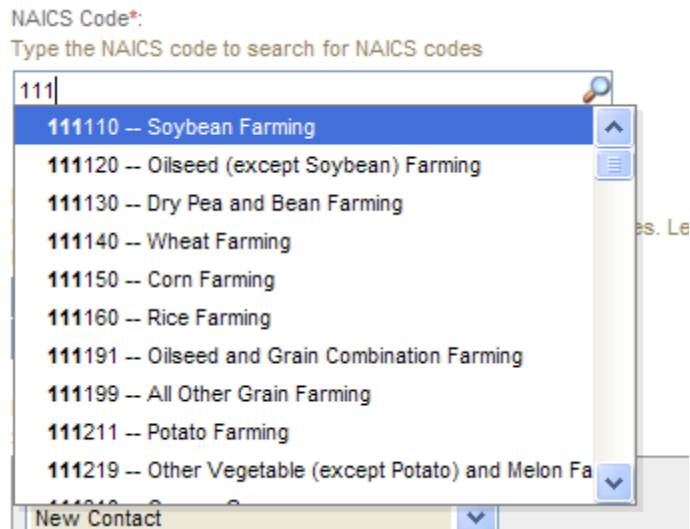 NAICS Code*:
Type the NAICS code to search for NAICS codes
111
111110 -- Soybean Farming
111120 -- Oilseed (except Soybean) Farming
111130 -- Dry Pea and Bean Farming
es. Le
111140 -- Wheat Farming
111150 -- Corn Farming
111160 -- Rice Farming
111191 -- Oilseed and Grain Combination Farming
111199 -- All Other Grain Farming
111211 -- Potato Farming
111219 -- Other Vegetable (except Potato) and Melon Fa
New Contact